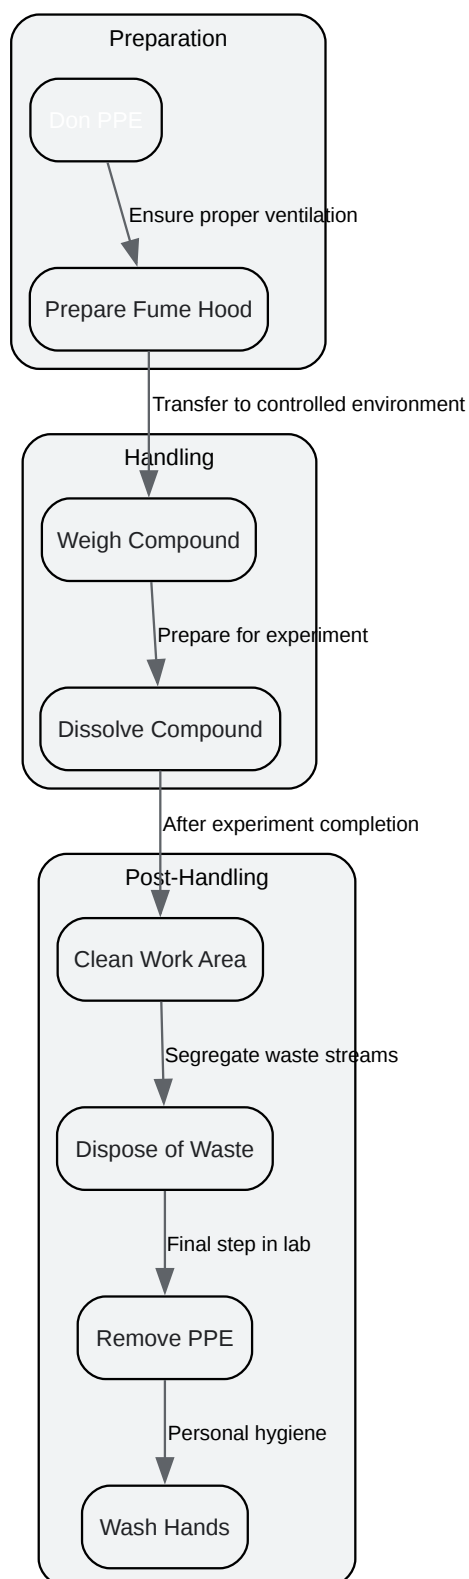 Preparation
Don PPE
Ensure proper ventilation
Prepare Fume Hood
Transfer to controlled environment
Handling
Weigh Compound
Prepare for experiment
Dissolve Compound
After experiment completion
Post-Handling
Clean Work Area
Segregate waste streams
Dispose of Waste
Final step in lab
Remove PPE
Personal hygiene
Wash Hands